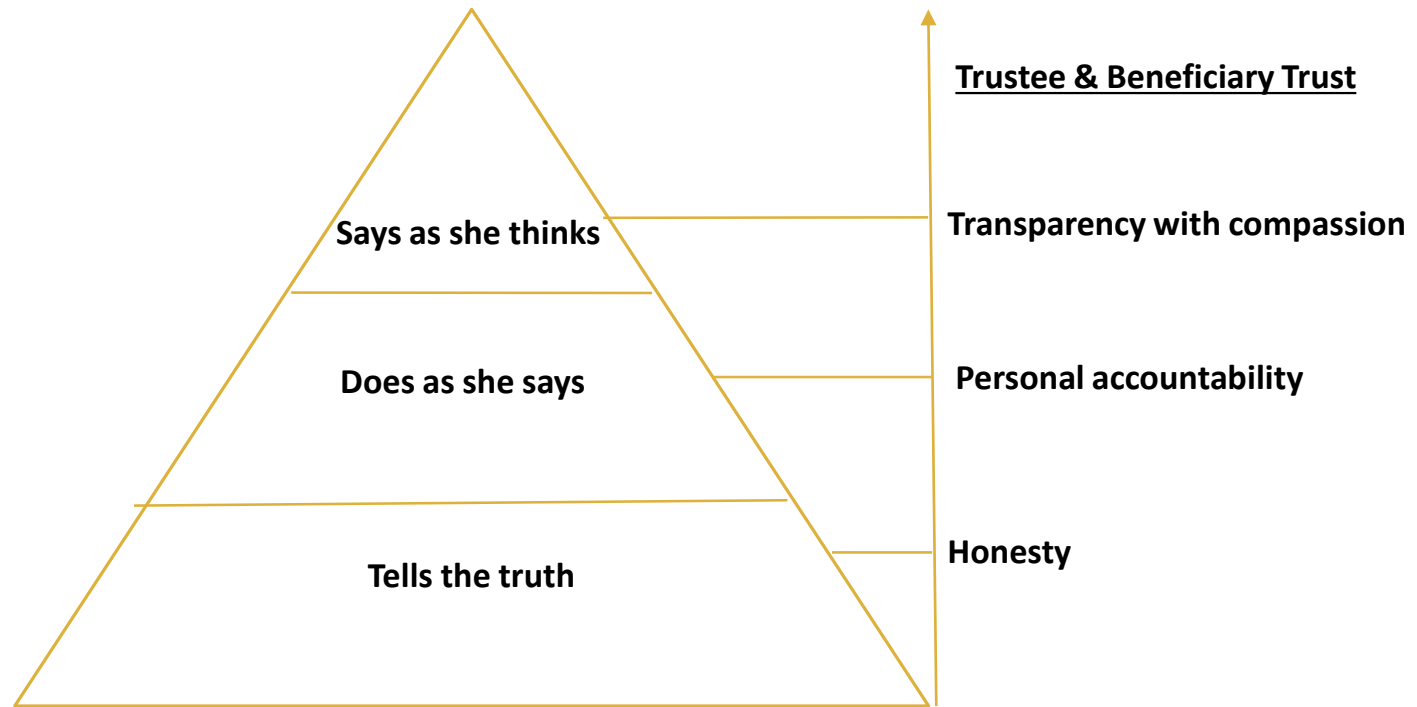 Trustee & Beneficiary Trust
Says as she thinks
Transparency with compassion
Does as she says
Personal accountability
Tells the truth
Honesty